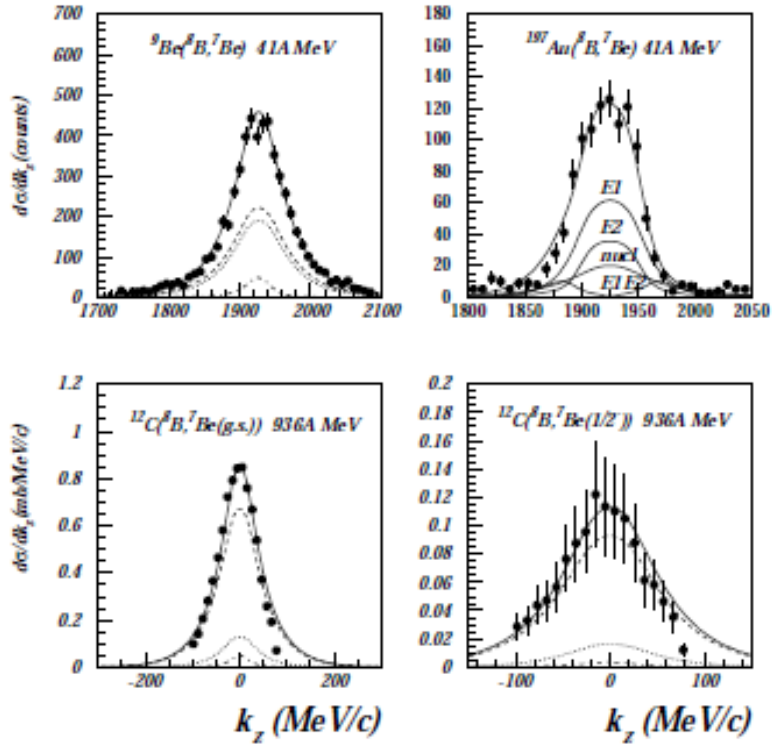 ⁹Be(⁸B,⁷Be) 41A MeV
dσ/dk_z (counts)
700
600
500
400
300
200
100
0
1700 1800 1900 2000 2100
¹⁹⁷Au(⁸B,⁷Be) 41A MeV
180
160
140
120
100
80
60
40
20
0
E1
E2
nucl
E1 E2
1800 1850 1900 1950 2000 2050
¹²C(⁸B,⁷Be(g.s.)) 936A MeV
dσ/dk_z (mb/MeV/c)
1.2
1
0.8
0.6
0.4
0.2
0
-200 0 200
k_z (MeV/c)
¹²C(⁸B,⁷Be(1/2⁻)) 936A MeV
0.2
0.18
0.16
0.14
0.12
0.1
0.08
0.06
0.04
0.02
0
-100 0 100
k_z (MeV/c)